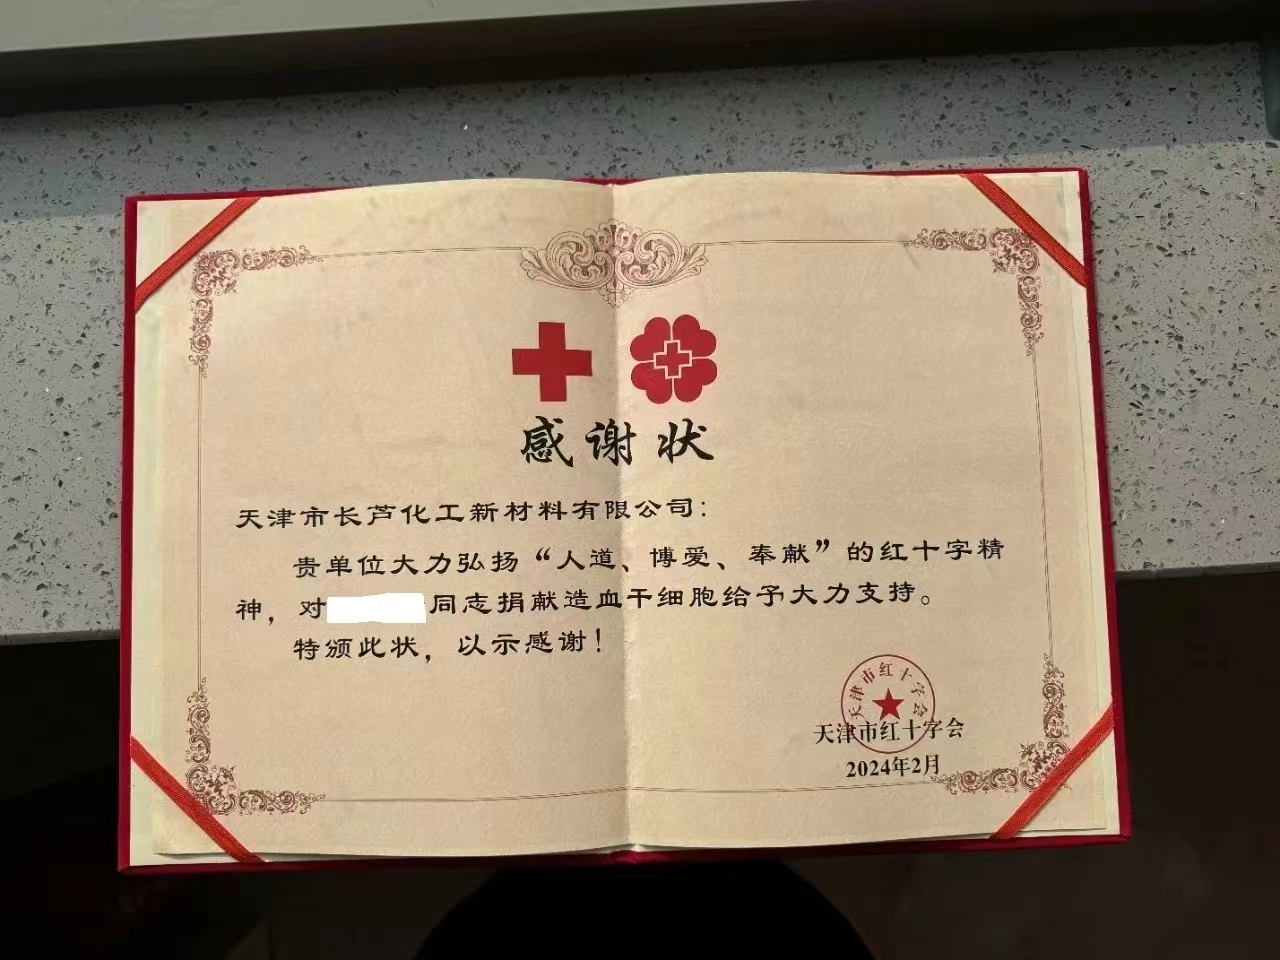 感谢状
天津市长芦化工新材料有限公司：
贵单位大力弘扬“人道、博爱、奉献”的红十字精
神，对同志捐献造血干细胞给予大力支持。
特颁此状，以示感谢！
天津市红十字会
天津市红十字会
2024年2月